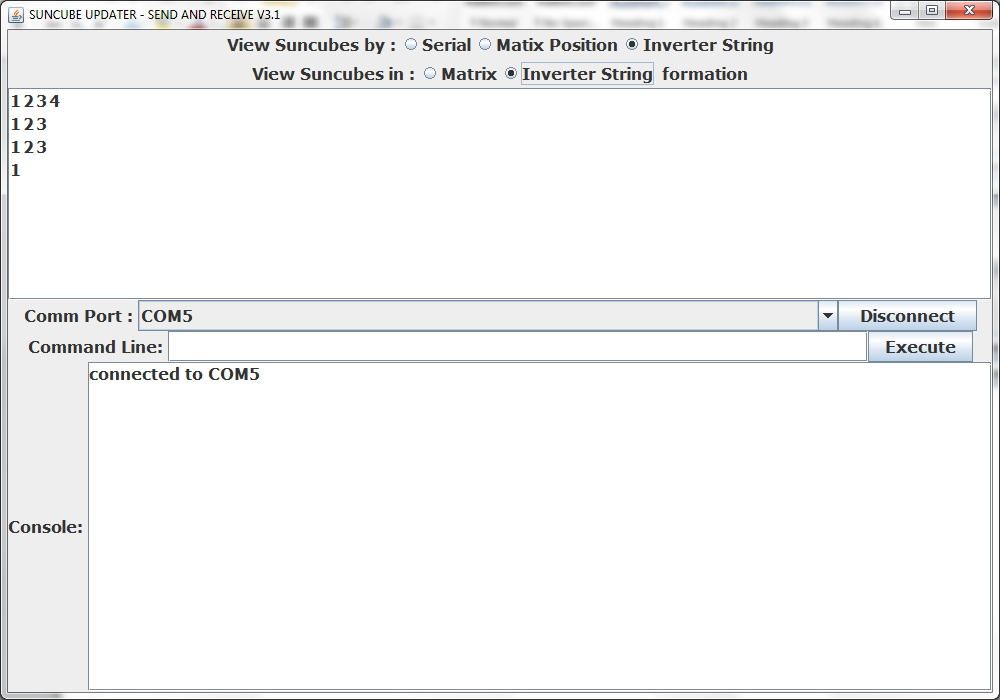 SUNCUBE UPDATER - SEND AND RECEIVE V3.1
View Suncubes by : Serial Matix Position Inverter String
View Suncubes in : Matrix Inverter String formation
1 2 3 4
1 2 3
1 2 3
1
Comm Port : COM5 Disconnect
Command Line: Execute
connected to COM5
Console: